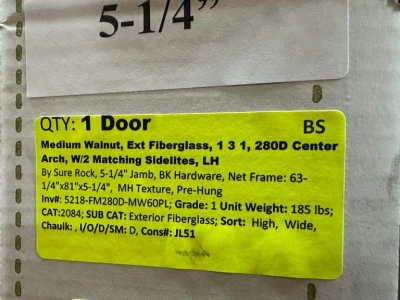 5-1/4”
QTY: 1 Door BS
Medium Walnut, Ext Fiberglass, 1 3 1, 280D Center
Arch, W/2 Matching Sidelites, LH
By Sure Rock, 5-1/4" Jamb, BK Hardware, Net Frame: 63-
1/4"x81"x5-1/4", MH Texture, Pre-Hung
Inv#: 5218-FM280D-MW60PL; Grade: 1 Unit Weight: 185 lbs;
CAT:2084; SUB CAT: Exterior Fiberglass; Sort: High, Wide,
Chaulk: , I/O/D/SM: D, Cons#: JL51